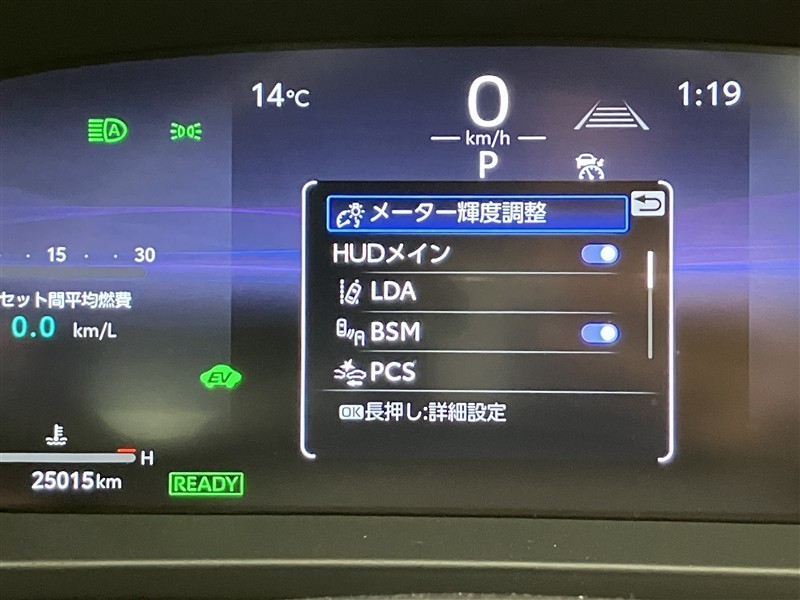 14℃
0
km/h
P
1:19
A
メーター輝度調整
HUDメイン
LDA
BSM
PCS
OK長押し:詳細設定
15 30
セット間平均燃費
0.0 km/L
EV
H
25015km
READY